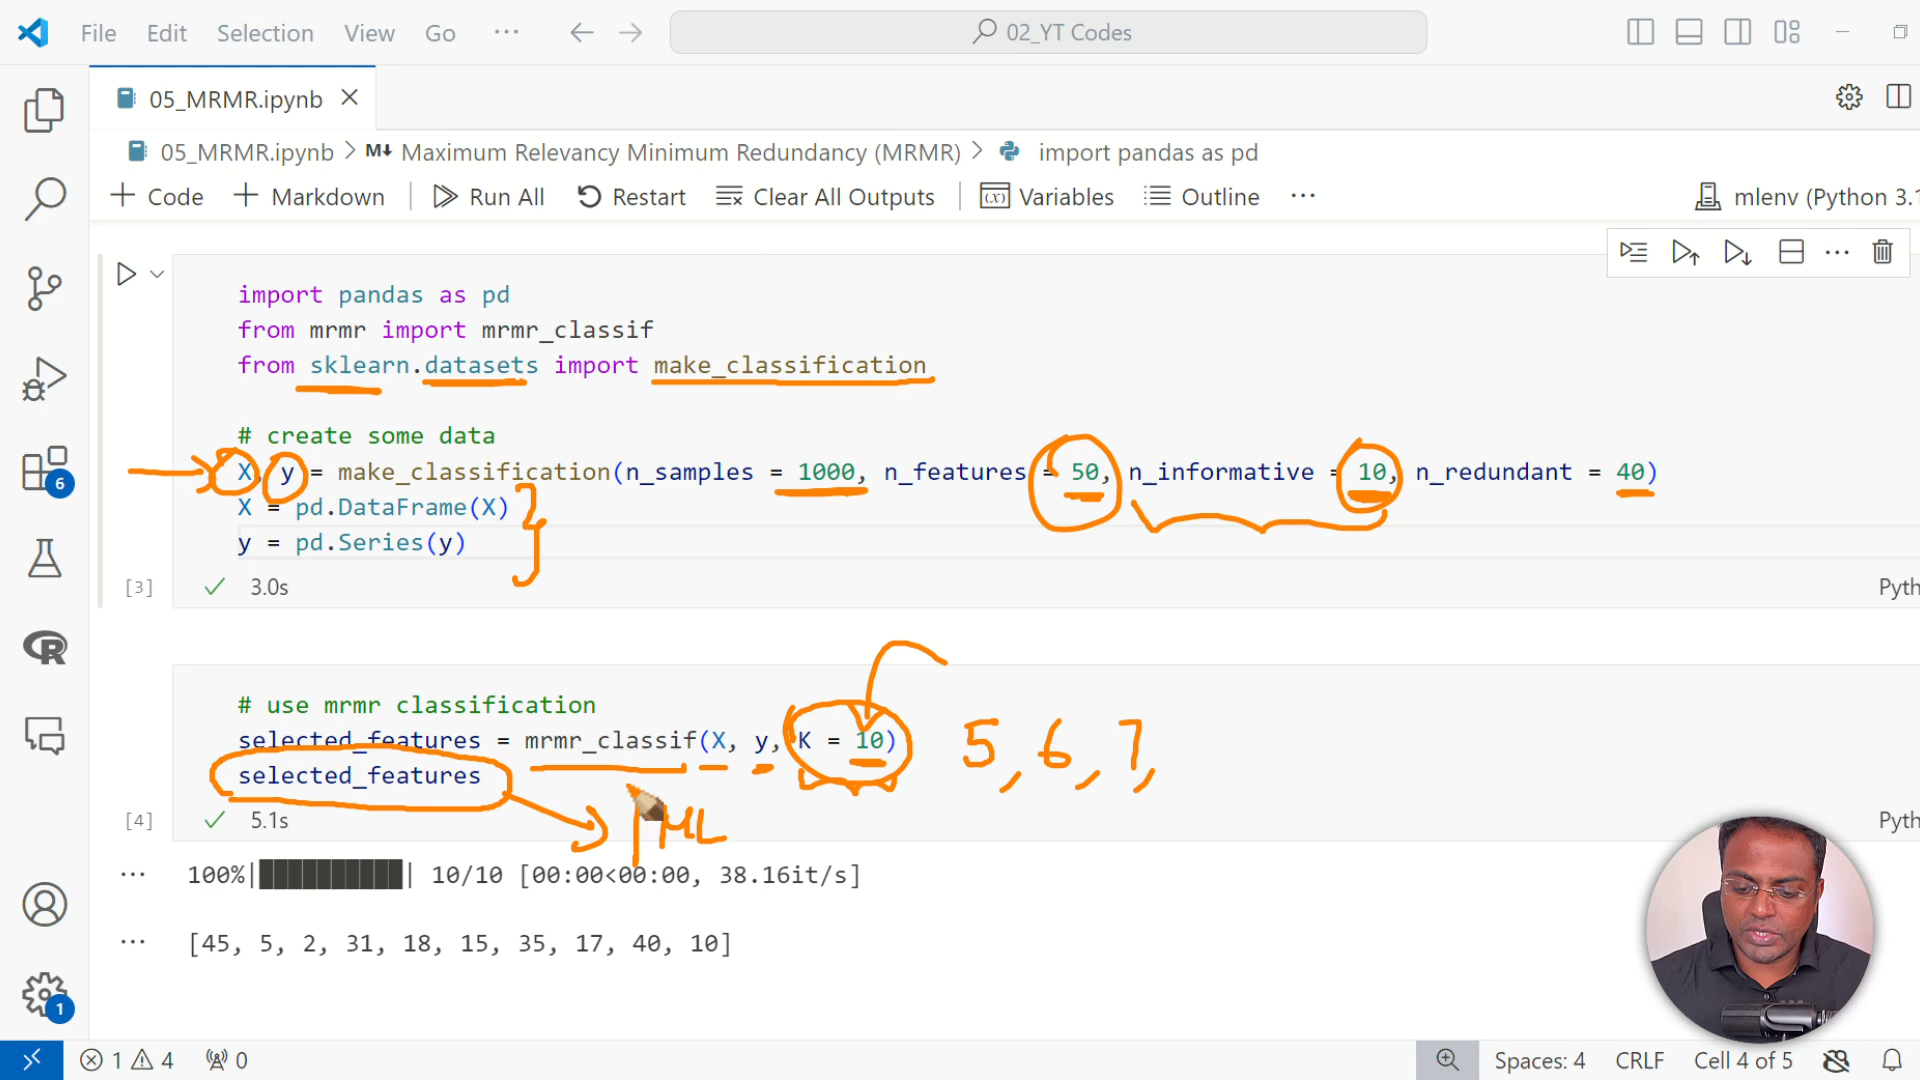 File Edit Selection View Go ··· 02_YT Codes
05_MRMR.ipynb
05_MRMR.ipynb > M↓ Maximum Relevancy Minimum Redundancy (MRMR) > import pandas as pd
+ Code + Markdown | Run All Restart Clear All Outputs | Variables Outline ··· mlenv (Python 3.1
import pandas as pd
from mrmr import mrmr_classif
from sklearn.datasets import make_classification
# create some data
X, y = make_classification(n_samples = 1000, n_features = 50, n_informative = 10, n_redundant = 40)
X = pd.DataFrame(X)
y = pd.Series(y)
[3] 3.0s Pyth
6
# use mrmr classification
selected_features = mrmr_classif(X, y, K = 10) 5, 6, 7,
selected_features
ML
[4] 5.1s Pyth
100%|██████████| 10/10 [00:00<00:00, 38.16it/s]
[45, 5, 2, 31, 18, 15, 35, 17, 40, 10]
1
1 4 0 Spaces: 4 CRLF Cell 4 of 5